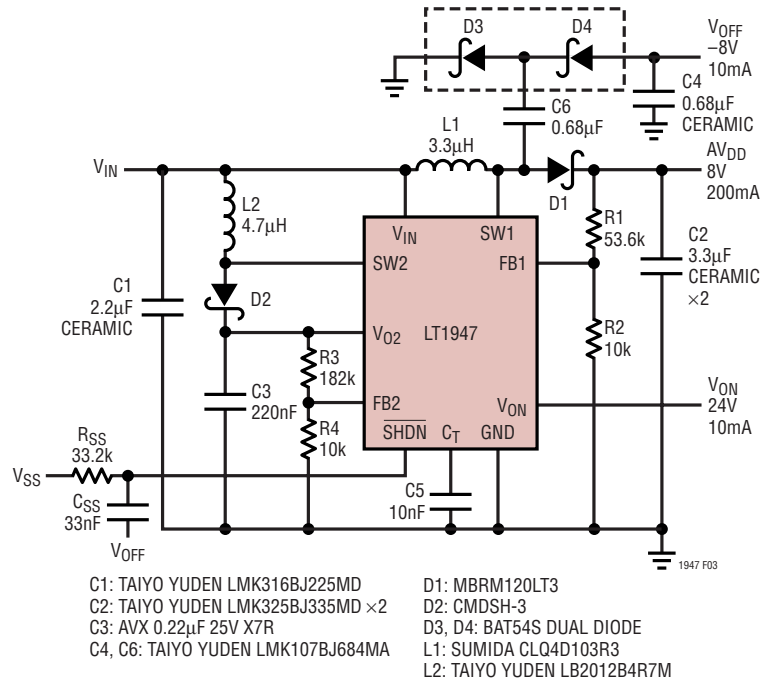 D3
D4
VOFF
–8V
10mA
C4
0.68µF
CERAMIC
C6
0.68µF
L1
3.3µH
VIN
AVDD
8V
200mA
D1
L2
4.7µH
VIN
SW1
R1
53.6k
C2
3.3µF
CERAMIC
×2
SW2
FB1
C1
2.2µF
CERAMIC
D2
VO2
LT1947
R2
10k
R3
182k
C3
220nF
FB2
VON
VON
24V
10mA
R4
10k
SHDN
CT
GND
RSS
33.2k
VSS
C5
10nF
CSS
33nF
VOFF
1947 F03
C1: TAIYO YUDEN LMK316BJ225MD
C2: TAIYO YUDEN LMK325BJ335MD ×2
C3: AVX 0.22µF 25V X7R
C4, C6: TAIYO YUDEN LMK107BJ684MA
D1: MBRM120LT3
D2: CMDSH-3
D3, D4: BAT54S DUAL DIODE
L1: SUMIDA CLQ4D103R3
L2: TAIYO YUDEN LB2012B4R7M